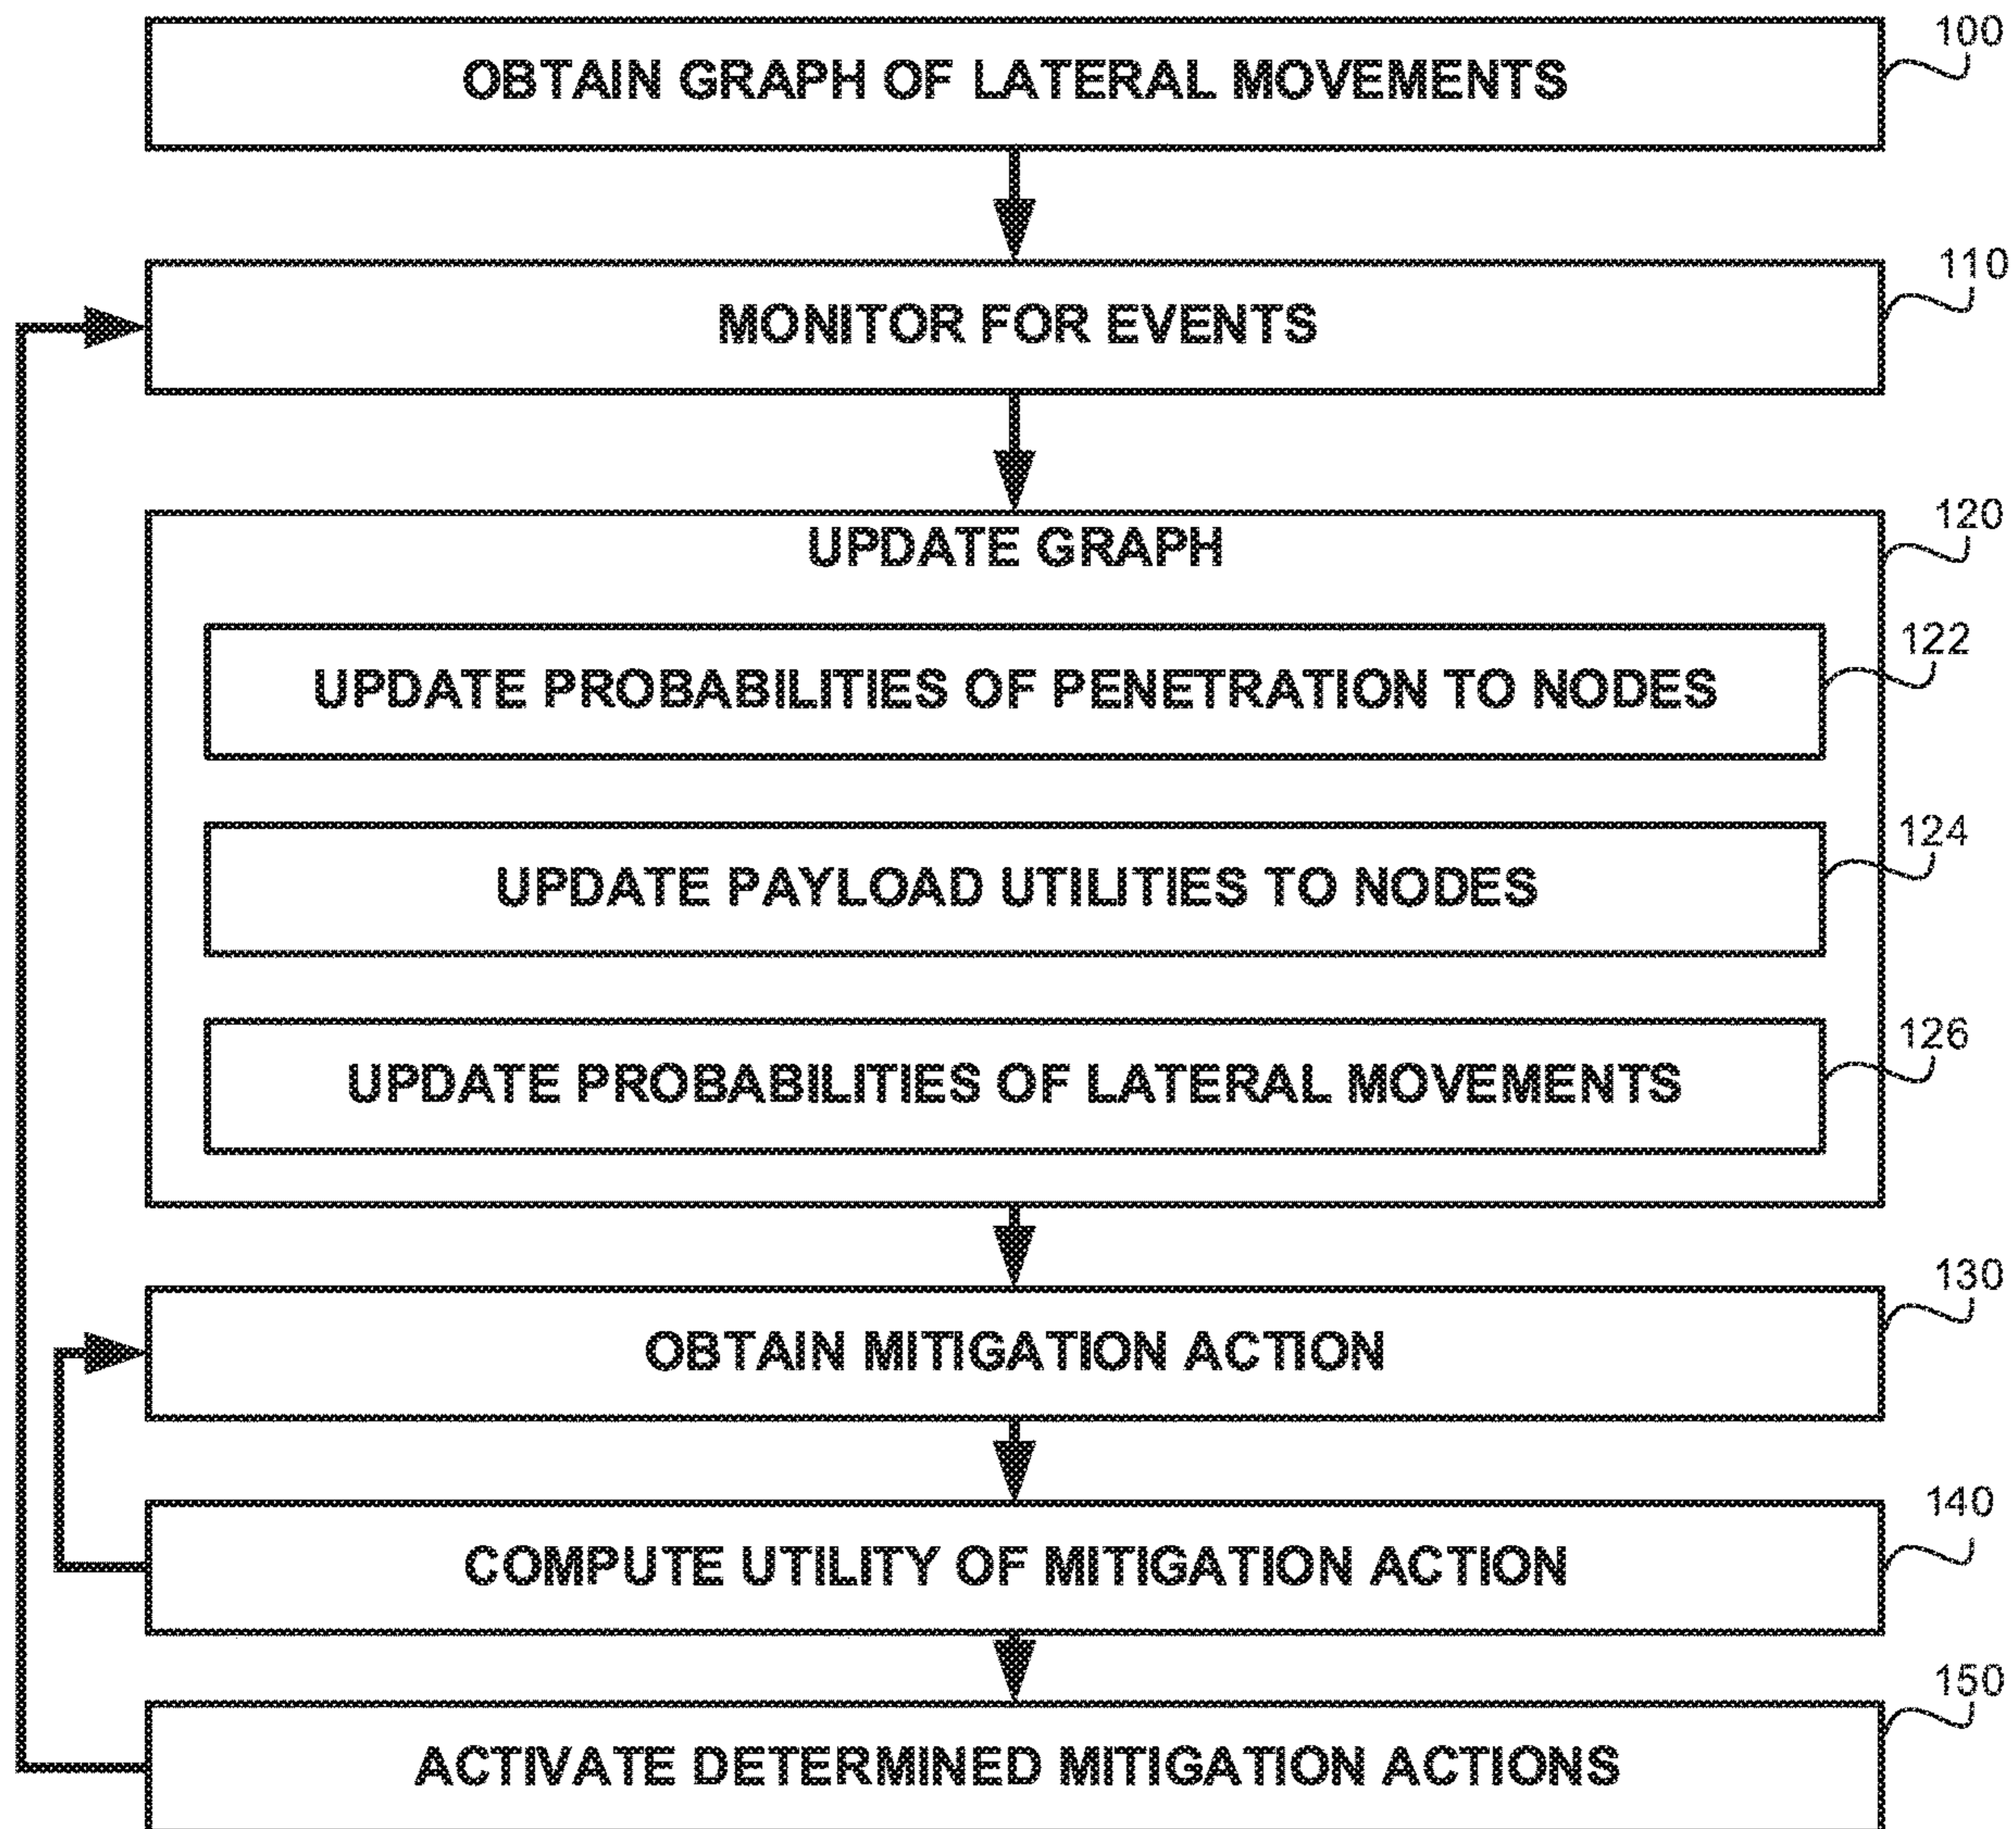 OBTAIN GRAPH OF LATERAL MOVEMENTS
100
MONITOR FOR EVENTS
110
UPDATE GRAPH
120
UPDATE PROBABILITIES OF PENETRATION TO NODES
122
UPDATE PAYLOAD UTILITIES TO NODES
124
UPDATE PROBABILITIES OF LATERAL MOVEMENTS
126
OBTAIN MITIGATION ACTION
130
COMPUTE UTILITY OF MITIGATION ACTION
140
ACTIVATE DETERMINED MITIGATION ACTIONS
150